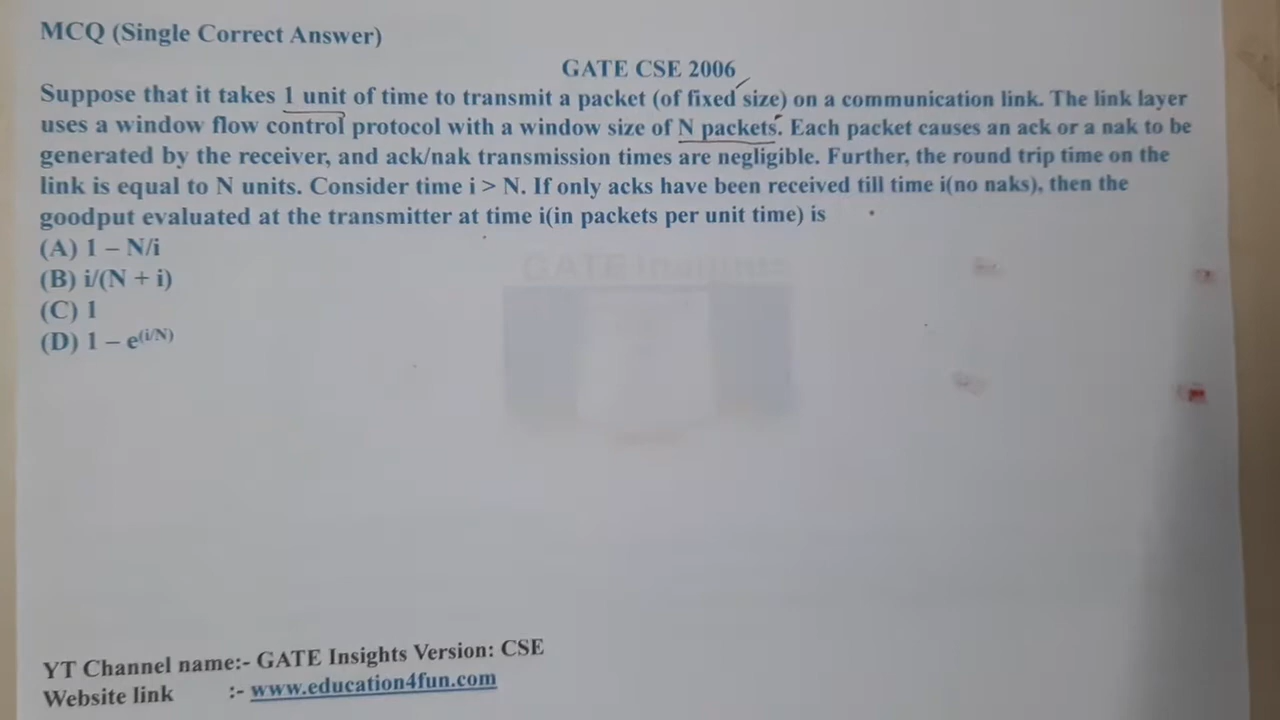 MCQ (Single Correct Answer)
GATE CSE 2006
Suppose that it takes 1 unit of time to transmit a packet (of fixed size) on a communication link. The link layer
uses a window flow control protocol with a window size of N packets. Each packet causes an ack or a nak to be
generated by the receiver, and ack/nak transmission times are negligible. Further, the round trip time on the
link is equal to N units. Consider time i > N. If only acks have been received till time i(no naks), then the
goodput evaluated at the transmitter at time i(in packets per unit time) is
(A) 1 – N/i
(B) i/(N + i)
(C) 1
(D) 1 – e^(i/N)
GATE Insights
YT Channel name:- GATE Insights Version: CSE
Website link :- www.education4fun.com